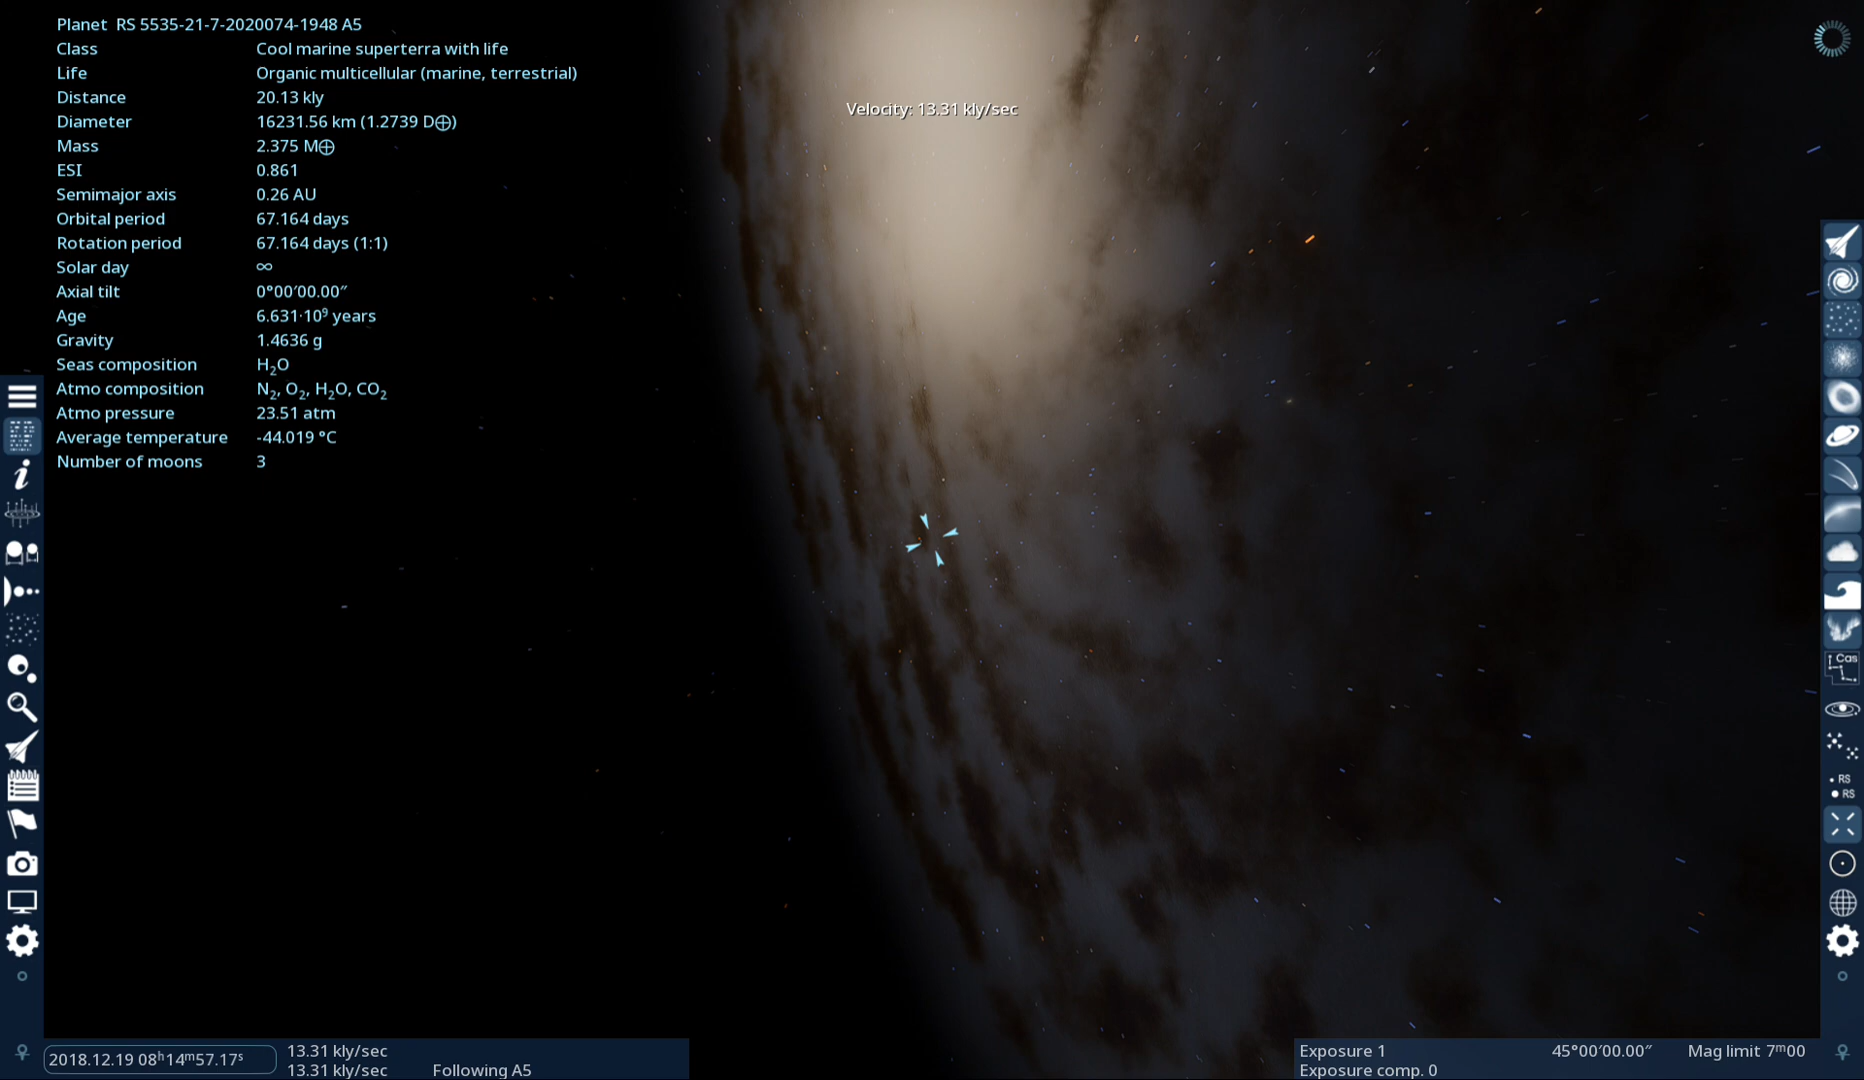 Planet RS 5535-21-7-2020074-1948 A5
Class Cool marine superterra with life
Life Organic multicellular (marine, terrestrial)
Distance 20.13 kly
Diameter 16231.56 km (1.2739 D⊕)
Mass 2.375 M⊕
ESI 0.861
Semimajor axis 0.26 AU
Orbital period 67.164 days
Rotation period 67.164 days (1:1)
Solar day ∞
Axial tilt 0°00′00.00″
Age 6.631·10⁹ years
Gravity 1.4636 g
Seas composition H₂O
Atmo composition N₂, O₂, H₂O, CO₂
Atmo pressure 23.51 atm
Average temperature -44.019 °C
Number of moons 3
Velocity: 13.31 kly/sec
Cas
RS
RS
2018.12.19 08ʰ14ᵐ57.17ˢ
13.31 kly/sec
13.31 kly/sec Following A5
Exposure 1 45°00′00.00″ Mag limit 7ᵐ00
Exposure comp. 0